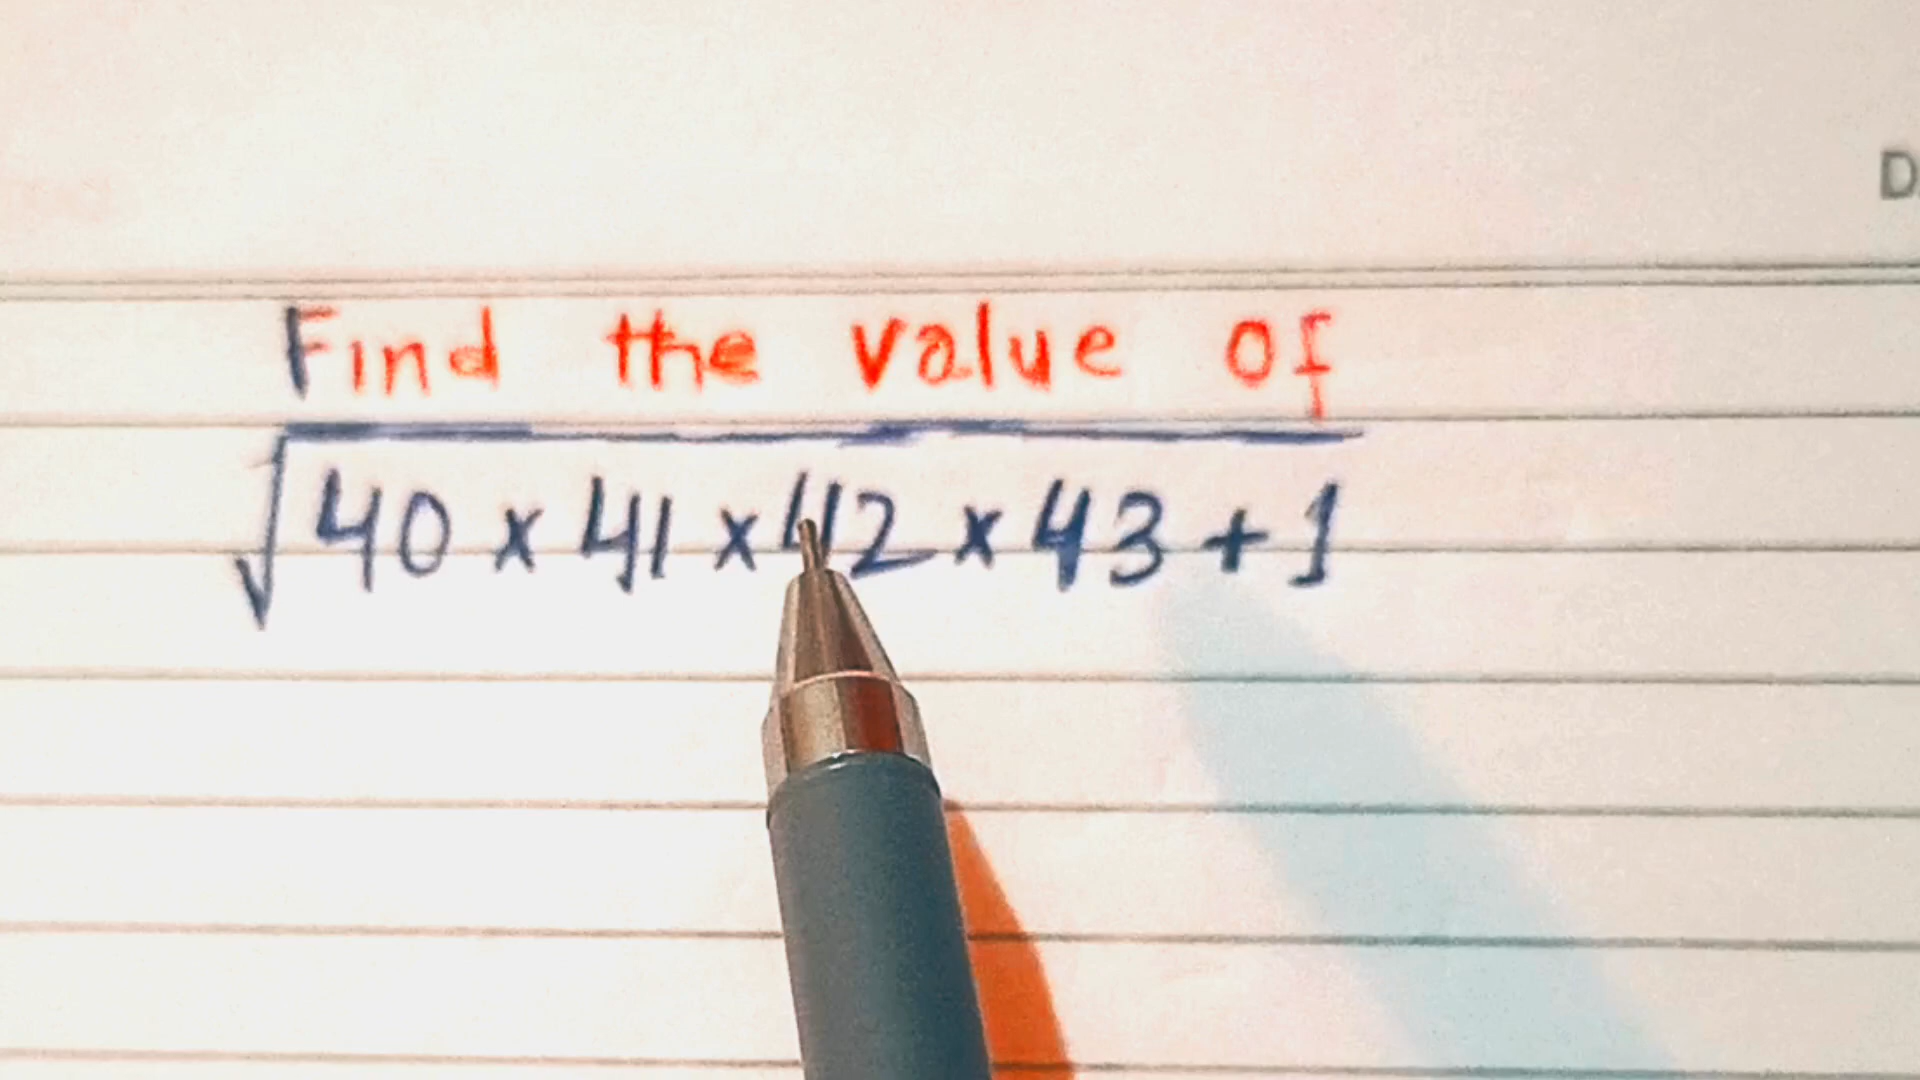 D
Find the value of
√40 × 41 × 42 × 43 + 1